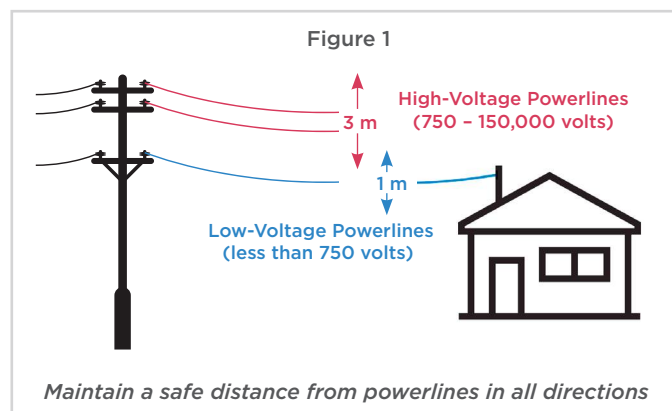 Figure 1
High-Voltage Powerlines
(750 – 150,000 volts)
3 m
1 m
Low-Voltage Powerlines
(less than 750 volts)
Maintain a safe distance from powerlines in all directions